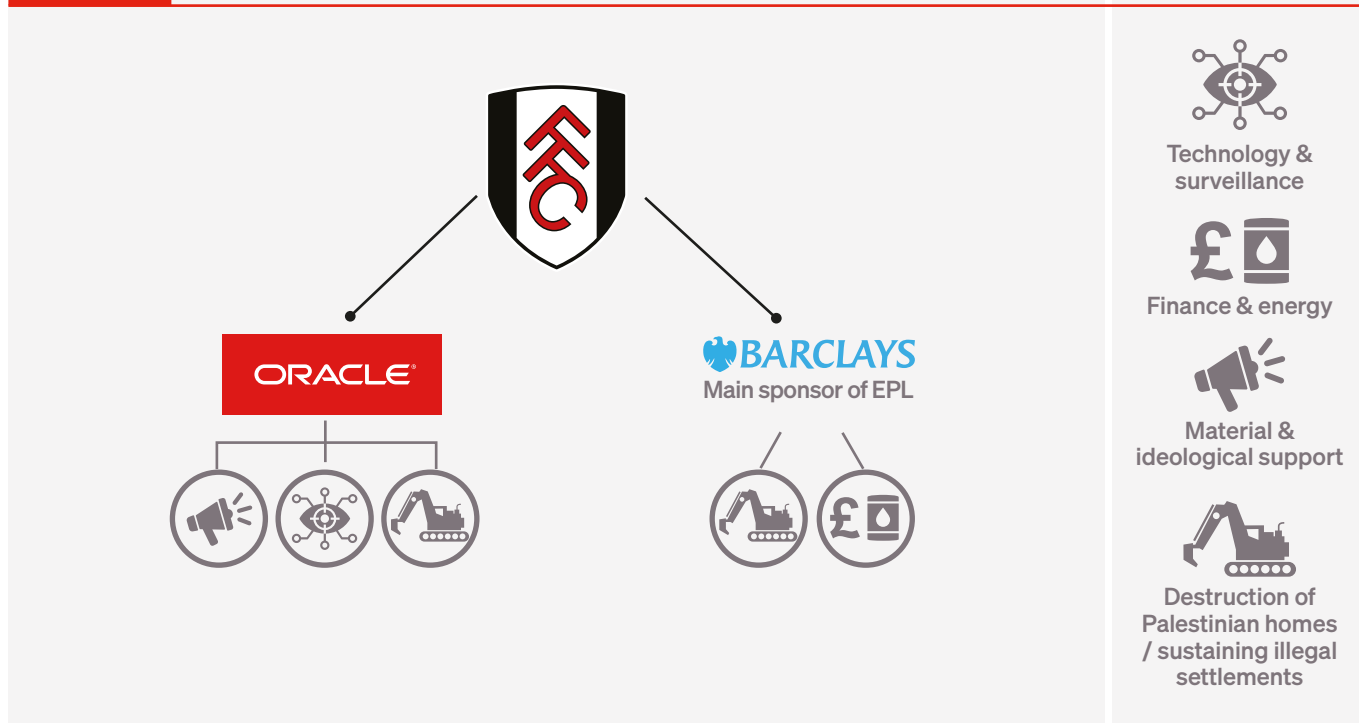 FFC
ORACLE®
BARCLAYS
Main sponsor of EPL
£
Technology &
surveillance
£
Finance & energy
Material &
ideological support
Destruction of
Palestinian homes
/ sustaining illegal
settlements